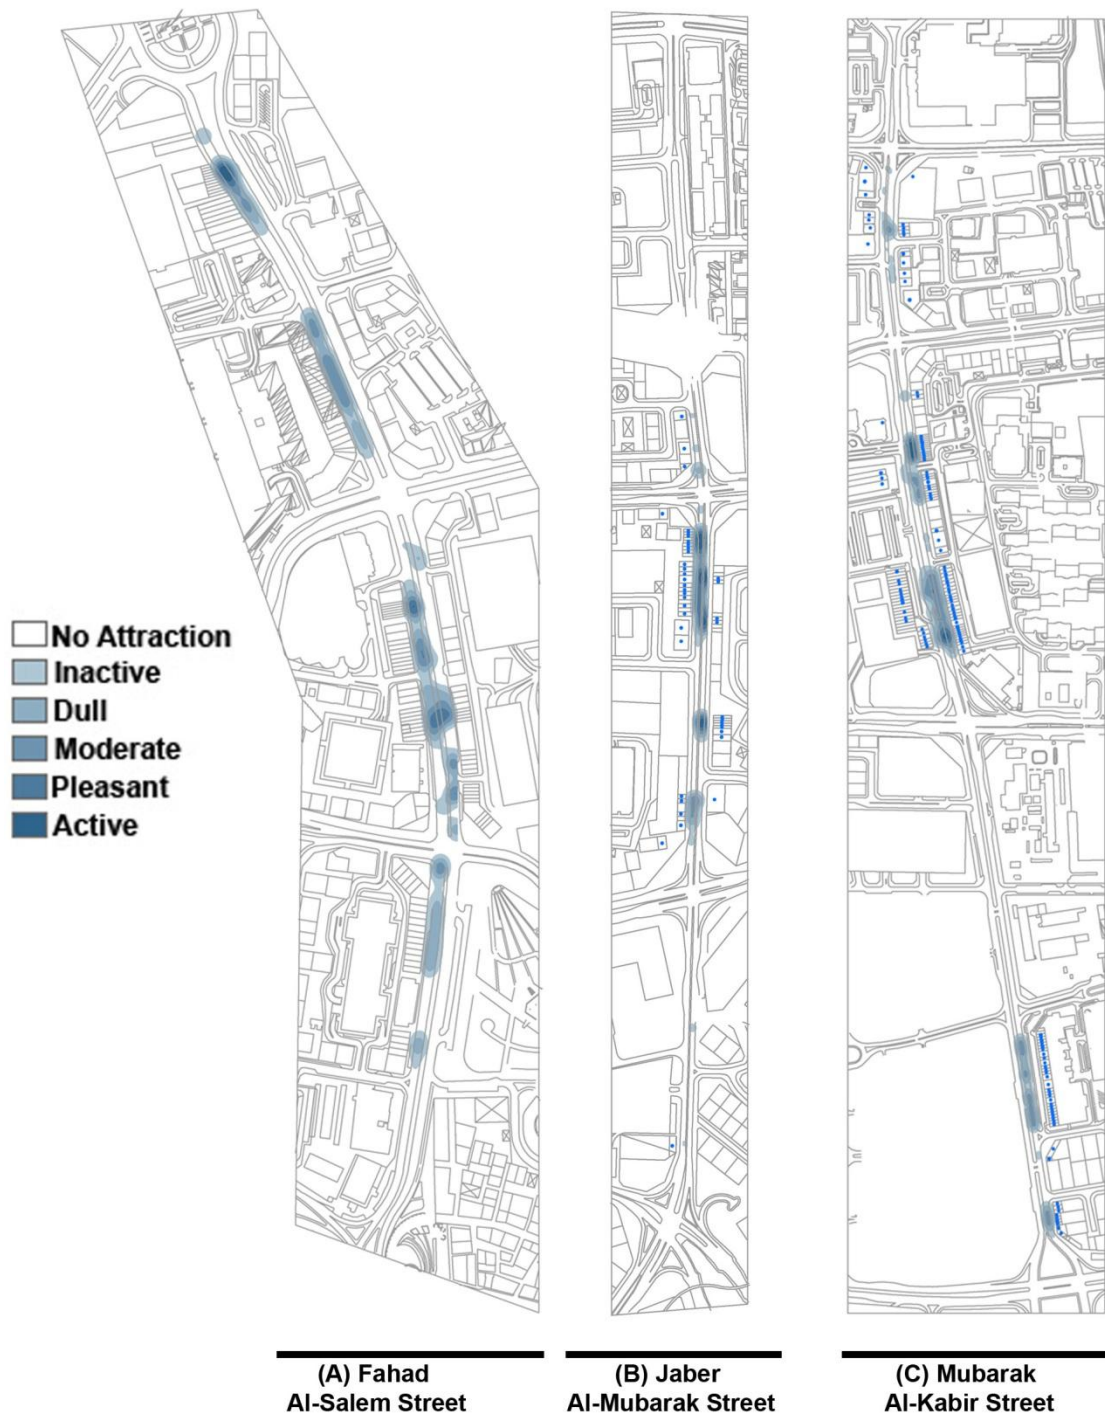 No Attraction
Inactive
Dull
Moderate
Pleasant
Active
(A) Fahad
Al-Salem Street
(B) Jaber
Al-Mubarak Street
(C) Mubarak
Al-Kabir Street